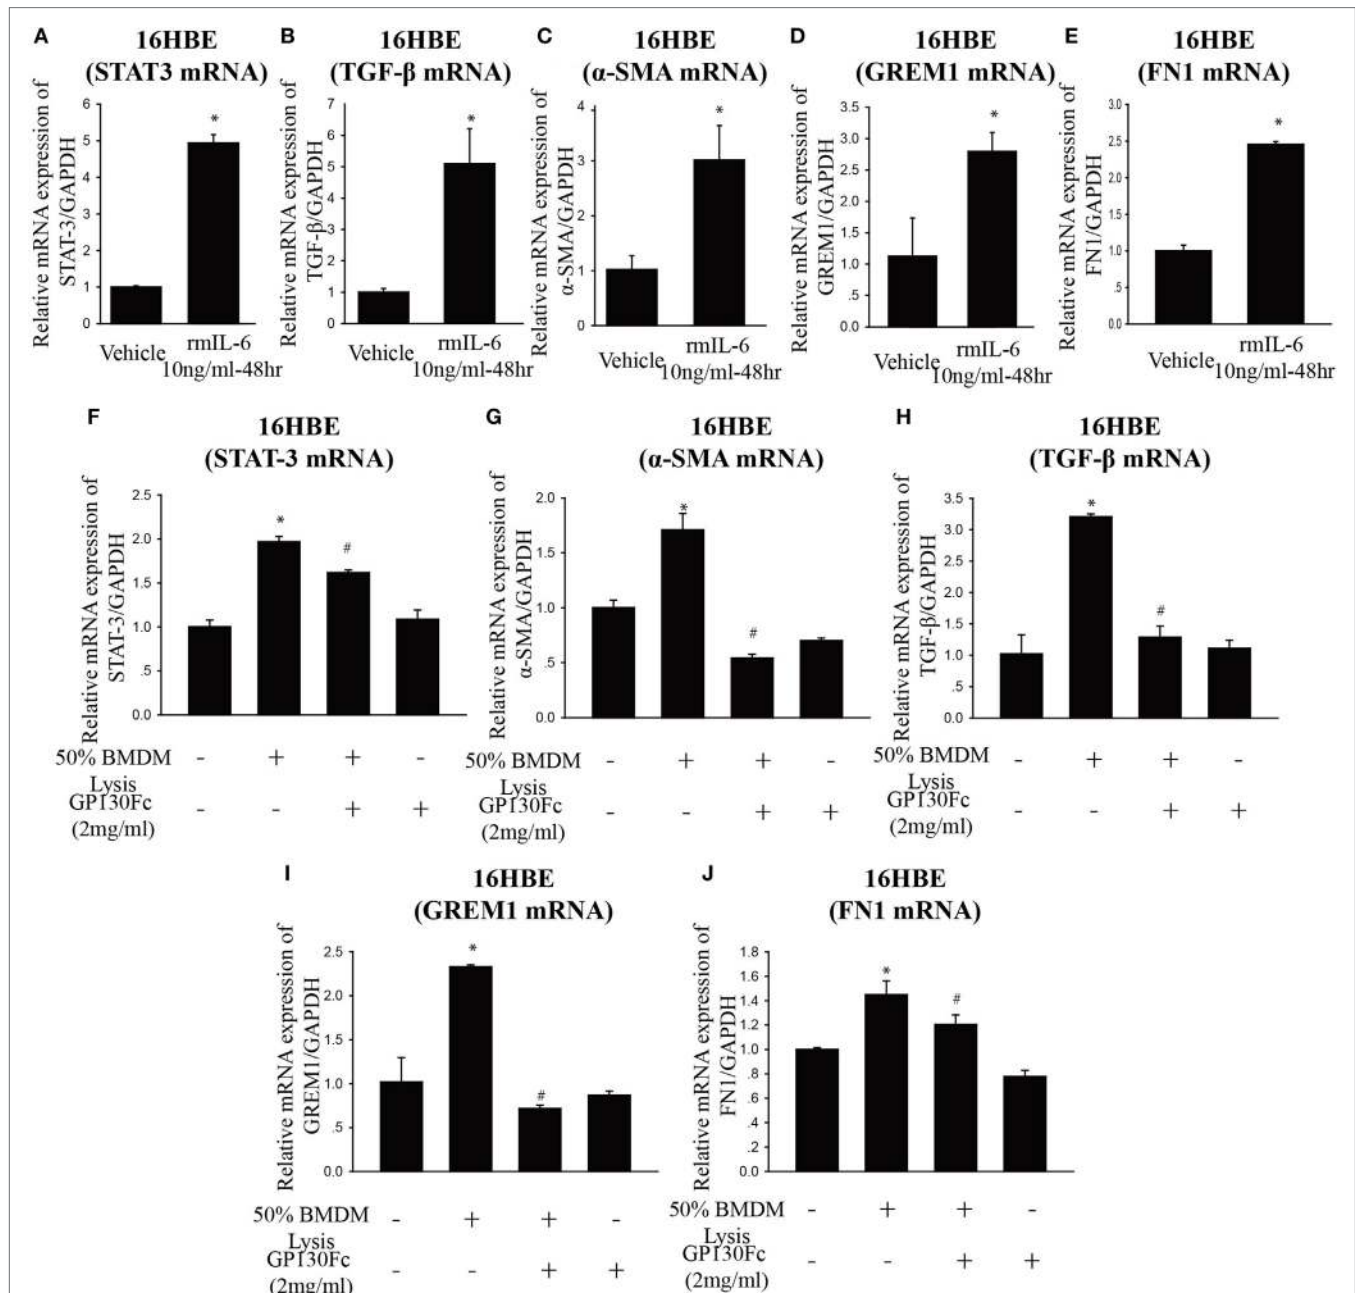 A
16HBE
(STAT3 mRNA)
Relative mRNA expression of
STAT-3/GAPDH
6
5
4
3
2
1
0
*
Vehicle
rmIL-6
10ng/ml-48hr
B
16HBE
(TGF-β mRNA)
Relative mRNA expression of
TGF-β/GAPDH
7
6
5
4
3
2
1
0
*
Vehicle
rmIL-6
10ng/ml-48hr
C
16HBE
(α-SMA mRNA)
Relative mRNA expression of
α-SMA/GAPDH
4
3
2
1
0
*
Vehicle
rmIL-6
10ng/ml-48hr
D
16HBE
(GREM1 mRNA)
Relative mRNA expression of
GREM1/GAPDH
3.5
3.0
2.5
2.0
1.5
1.0
.5
0.0
*
Vehicle
rmIL-6
10ng/ml-48hr
E
16HBE
(FN1 mRNA)
Relative mRNA expression of
FN1/GAPDH
3.0
2.5
2.0
1.5
1.0
.5
0.0
*
Vehicle
rmIL-6
10ng/ml-48hr
F
16HBE
(STAT-3 mRNA)
Relative mRNA expression of
STAT-3/GAPDH
2.5
2.0
1.5
1.0
.5
0.0
*
#
50% BMDM - + + -
Lysis
GP130Fc - - + +
(2mg/ml)
G
16HBE
(α-SMA mRNA)
Relative mRNA expression of
α-SMA/GAPDH
2.0
1.5
1.0
.5
0.0
*
#
50% BMDM - + + -
Lysis
GP130Fc - - + +
(2mg/ml)
H
16HBE
(TGF-β mRNA)
Relative mRNA expression of
TGF-β/GAPDH
3.5
3.0
2.5
2.0
1.5
1.0
.5
0.0
*
#
50% BMDM - + + -
Lysis
GP130Fc - - + +
(2mg/ml)
I
16HBE
(GREM1 mRNA)
Relative mRNA expression of
GREM1/GAPDH
2.5
2.0
1.5
1.0
.5
0.0
*
#
50% BMDM - + + -
Lysis
GP130Fc - - + +
(2mg/ml)
J
16HBE
(FN1 mRNA)
Relative mRNA expression of
FN1/GAPDH
1.8
1.6
1.4
1.2
1.0
.8
.6
.4
.2
0.0
*
#
50% BMDM - + + -
Lysis
GP130Fc - - + +
(2mg/ml)